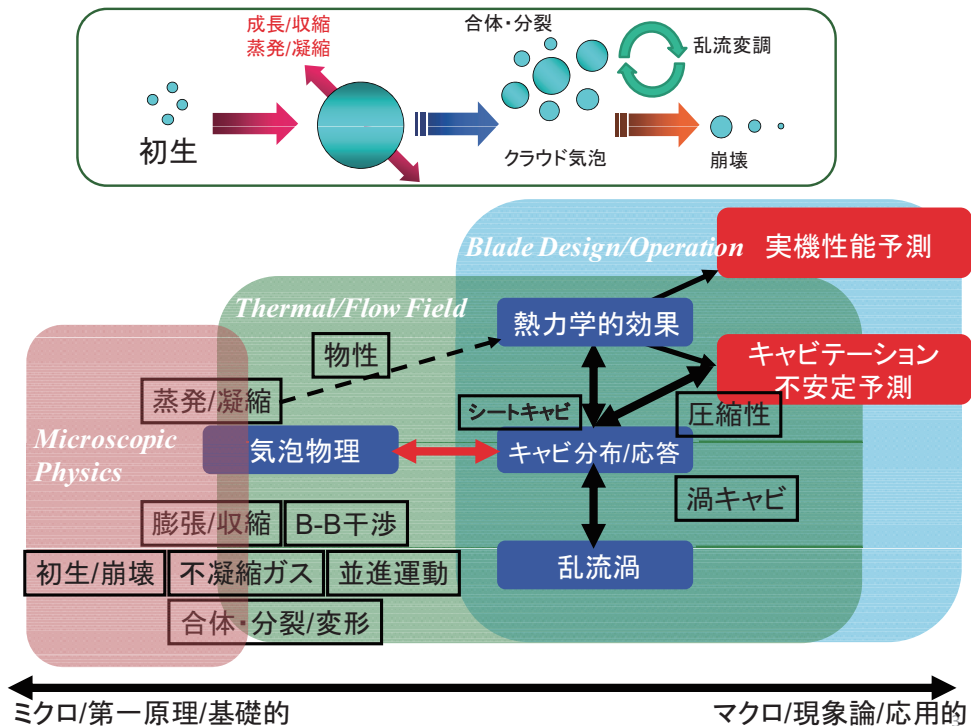 成長/収縮
蒸発/凝縮
合体・分裂
乱流変調
初生
クラウド気泡
崩壊
Blade Design/Operation
実機性能予測
Thermal/Flow Field
熱力学的効果
物性
キャビテーション
不安定予測
蒸発/凝縮
シートキャビ
圧縮性
Microscopic
Physics
気泡物理
キャビ分布/応答
渦キャビ
膨張/収縮
B-B干渉
初生/崩壊
不凝縮ガス
並進運動
乱流渦
合体・分裂/変形
ミクロ/第一原理/基礎的
マクロ/現象論/応用的